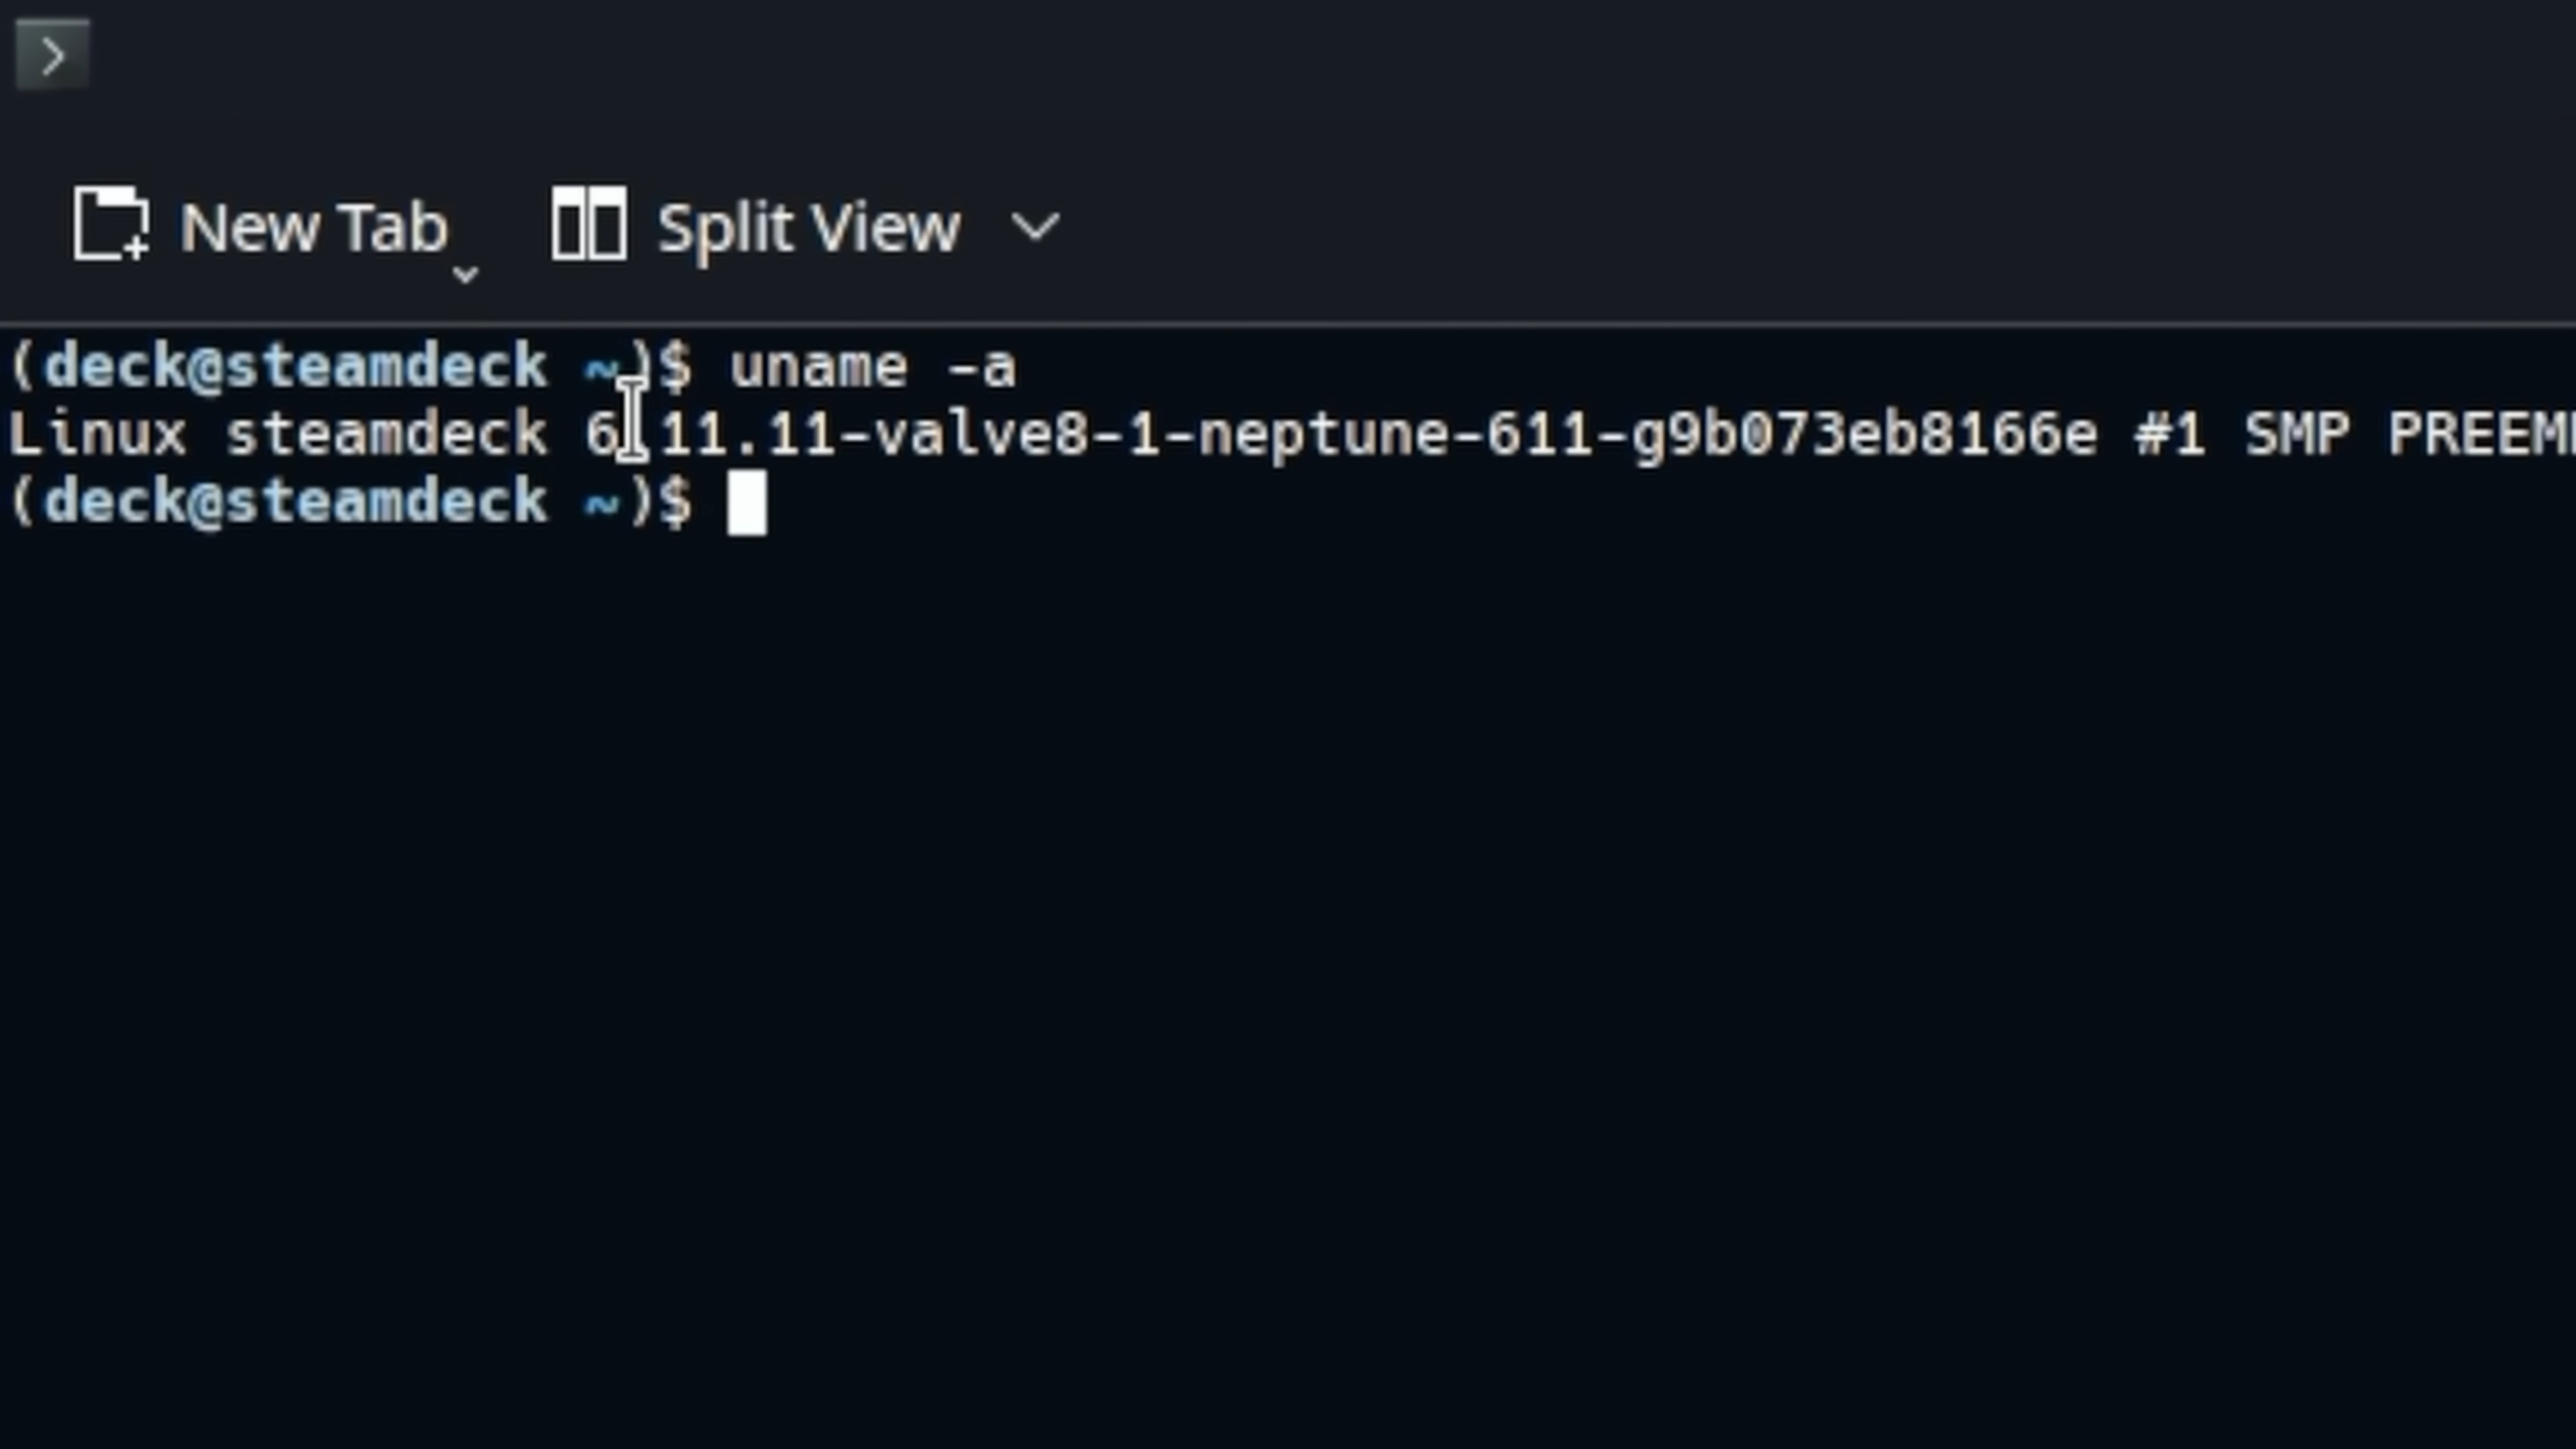 New Tab
Split View
(deck@steamdeck ~)$ uname -a
Linux steamdeck 6.11.11-valve8-1-neptune-611-g9b073eb8166e #1 SMP
(deck@steamdeck ~)$